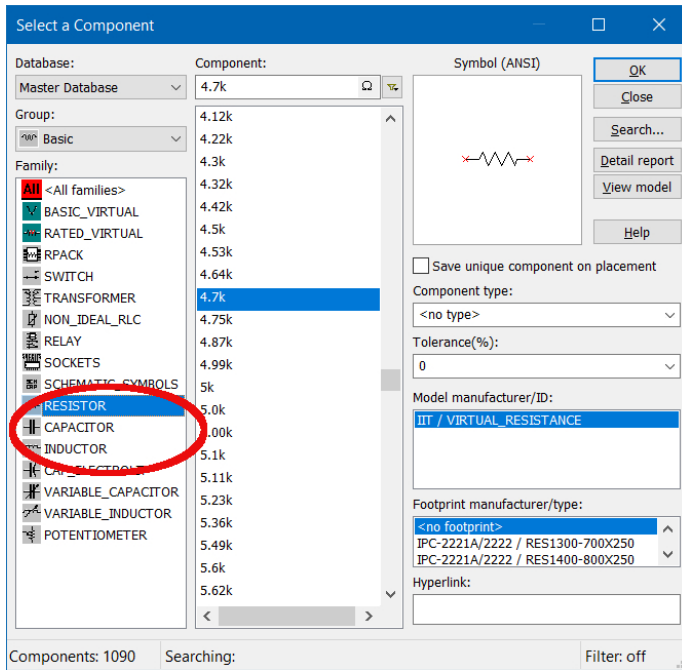 Select a Component
Database:
Master Database
Group:
Basic
Family:
All <All families>
BASIC_VIRTUAL
RATED_VIRTUAL
RPACK
SWITCH
TRANSFORMER
NON_IDEAL_RLC
RELAY
SOCKETS
SCHEMATIC_SYMBOLS
RESISTOR
CAPACITOR
INDUCTOR
VARIABLE_CAPACITOR
VARIABLE_INDUCTOR
POTENTIOMETER
Component:
4.7k Ω
4.12k
4.22k
4.3k
4.32k
4.42k
4.5k
4.53k
4.64k
4.7k
4.75k
4.87k
4.99k
5k
5.0k
.00k
5.1k
5.11k
5.23k
5.36k
5.49k
5.6k
5.62k
Symbol (ANSI)
OK
Close
Search...
Detail report
View model
Help
Save unique component on placement
Component type:
<no type>
Tolerance(%):
0
Model manufacturer/ID:
IIT / VIRTUAL_RESISTANCE
Footprint manufacturer/type:
<no footprint>
IPC-2221A/2222 / RES1300-700X250
IPC-2221A/2222 / RES1400-800X250
Hyperlink:
Components: 1090 Searching: Filter: off